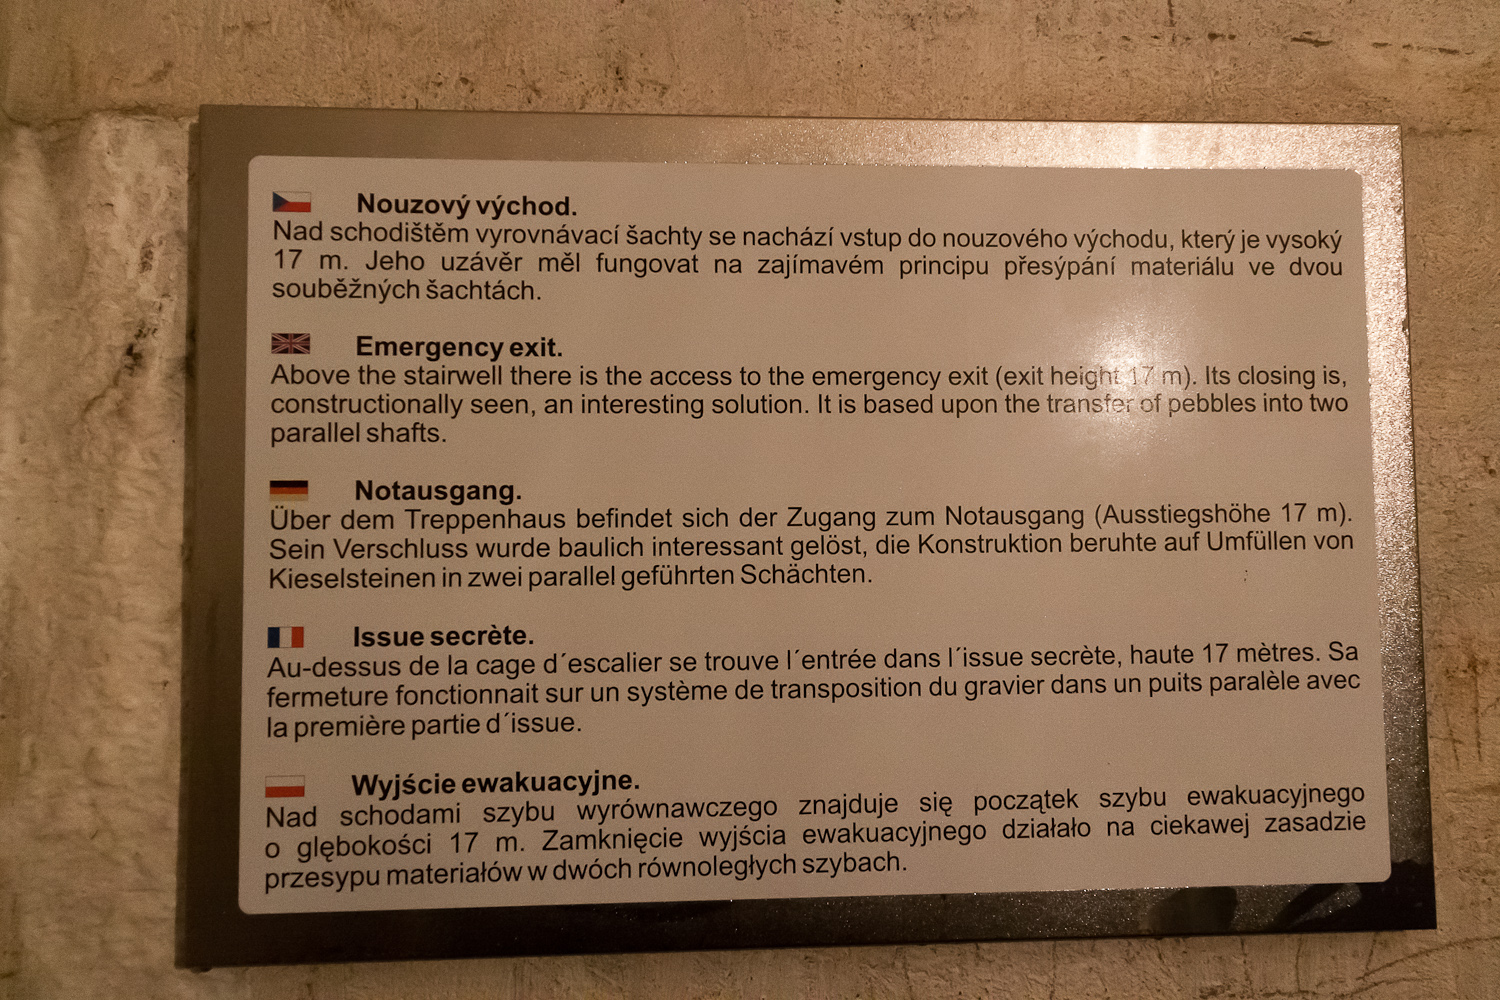 Nouzový východ.
Nad schodištěm vyrovnávací šachty se nachází vstup do nouzového východu, který je vysoký
17 m. Jeho uzávěr měl fungovat na zajímavém principu přesýpání materiálu ve dvou
souběžných šachtách.
Emergency exit.
Above the stairwell there is the access to the emergency exit (exit height 17 m). Its closing is,
constructionally seen, an interesting solution. It is based upon the transfer of pebbles into two
parallel shafts.
Notausgang.
Über dem Treppenhaus befindet sich der Zugang zum Notausgang (Ausstiegshöhe 17 m).
Sein Verschluss wurde baulich interessant gelöst, die Konstruktion beruhte auf Umfüllen von
Kieselsteinen in zwei parallel geführten Schächten.
Issue secrète.
Au-dessus de la cage d´escalier se trouve l´entrée dans l´issue secrète, haute 17 mètres. Sa
fermeture fonctionnait sur un système de transposition du gravier dans un puits paralèle avec
la première partie d´issue.
Wyjście ewakuacyjne.
Nad schodami szybu wyrównawczego znajduje się początek szybu ewakuacyjnego
o głębokości 17 m. Zamknięcie wyjścia ewakuacyjnego działało na ciekawej zasadzie
przesypu materiałów w dwóch równoległych szybach.